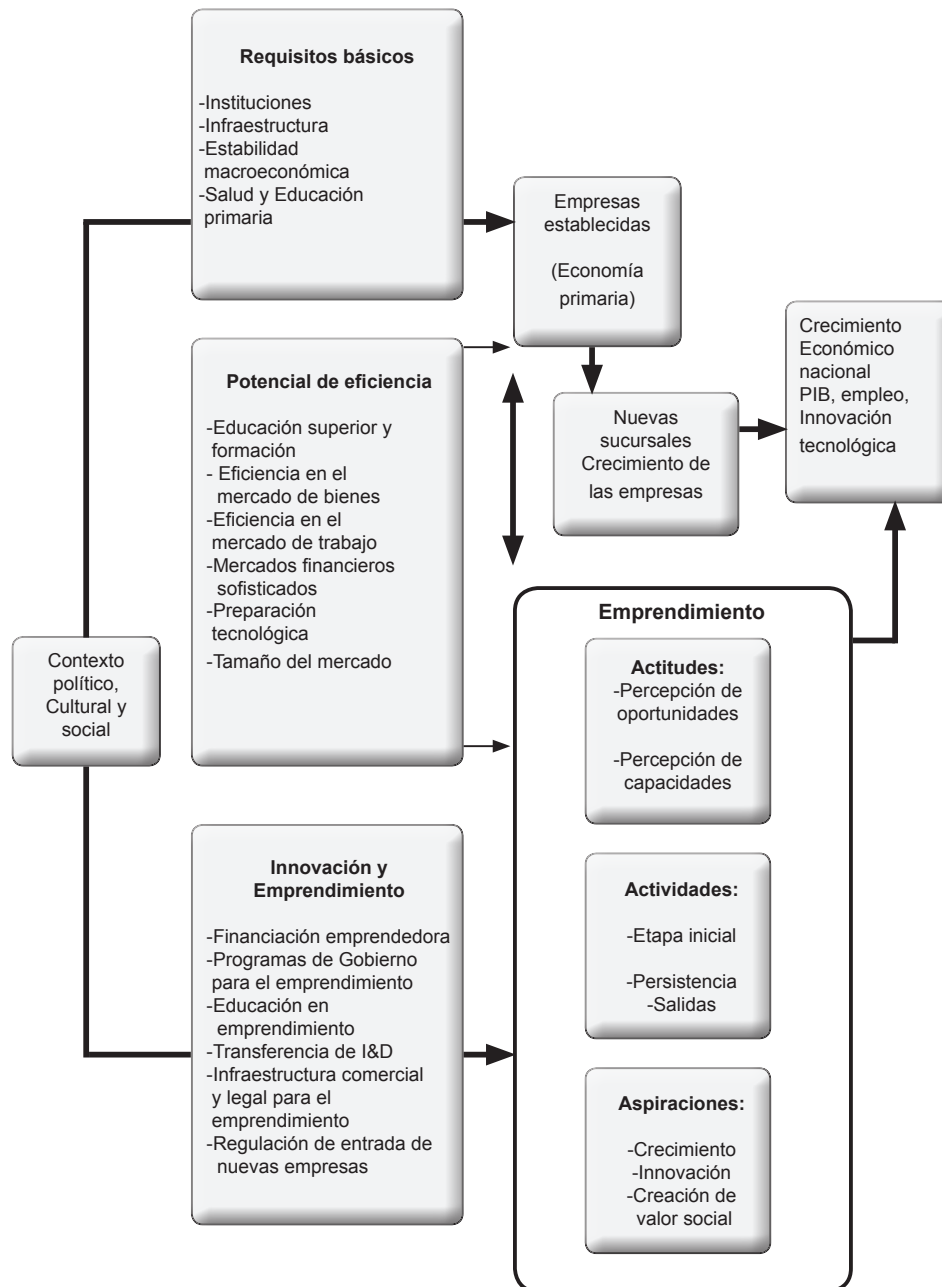 Requisitos básicos
-Instituciones
-Infraestructura
-Estabilidad
macroeconómica
-Salud y Educación
primaria
Empresas
establecidas
(Economía
primaria)
Crecimiento
Económico
nacional
PIB, empleo,
Innovación
tecnológica
Potencial de eficiencia
-Educación superior y
formación
- Eficiencia en el
mercado de bienes
-Eficiencia en el
mercado de trabajo
-Mercados financieros
sofisticados
-Preparación
tecnológica
-Tamaño del mercado
Nuevas
sucursales
Crecimiento de
las empresas
Contexto
político,
Cultural y
social
Emprendimiento
Actitudes:
-Percepción de
oportunidades
-Percepción de
capacidades
Innovación y
Emprendimiento
-Financiación emprendedora
-Programas de Gobierno
para el emprendimiento
-Educación en
emprendimiento
-Transferencia de I&D
-Infraestructura comercial
y legal para el
emprendimiento
-Regulación de entrada de
nuevas empresas
Actividades:
-Etapa inicial
-Persistencia
-Salidas
Aspiraciones:
-Crecimiento
-Innovación
-Creación de
valor social